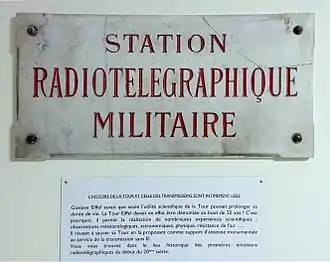 STATION
RADIOTELEGRAPHIQUE
MILITAIRE
L'HISTOIRE DE LA TOUR ET CELLE DES TRANSMISSIONS SONT INTIMEMENT LIÉES
Gustave Eiffel savait que seule l'utilité scientifique de la Tour pouvait prolonger sa
durée de vie. La Tour Eiffel devait en effet être démontée au bout de 20 ans ! C'est
pourquoi, il permit la réalisation de nombreuses expériences scientifiques :
observations météorologiques, astronomiques, physique, résistance de l'air ....
Il réussit à sauver sa Tour en la proposant comme support d'antenne monumentale
au service de la transmission sans fil.
Vous vous trouvez dans le lieu historique des premières émissions
radiotélégraphiques du début du 20ème siècle.